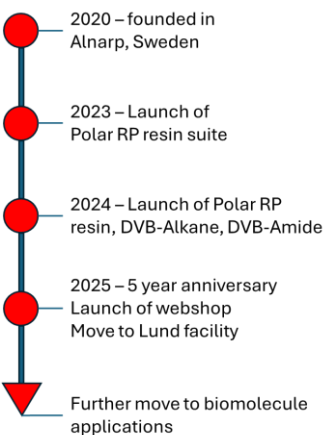 2020 – founded in
Alnarp, Sweden
2023 – Launch of
Polar RP resin suite
2024 – Launch of Polar RP
resin, DVB-Alkane, DVB-Amide
2025 – 5 year anniversary
Launch of webshop
Move to Lund facility
Further move to biomolecule
applications